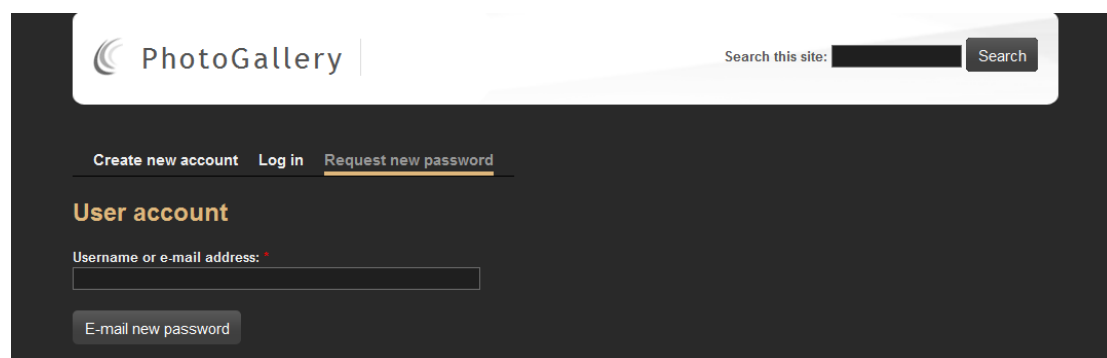 PhotoGallery
Search this site: Search
Create new account Log in Request new password
User account
Username or e-mail address: *
E-mail new password